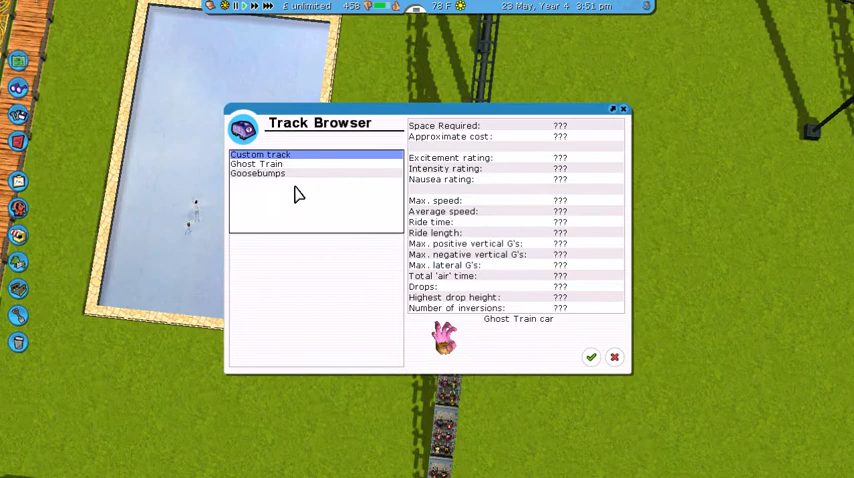 £ unlimited 458 78 F 23 May, Year 4 3:51 pm
Track Browser
Custom track
Ghost Train
Goosebumps
Space Required: ???
Approximate cost: ???
Excitement rating: ???
Intensity rating: ???
Nausea rating: ???
Max. speed: ???
Average speed: ???
Ride time: ???
Ride length: ???
Max. positive vertical G's: ???
Max. negative vertical G's: ???
Max. lateral G's: ???
Total 'air' time: ???
Drops: ???
Highest drop height: ???
Number of inversions: ???
Ghost Train car